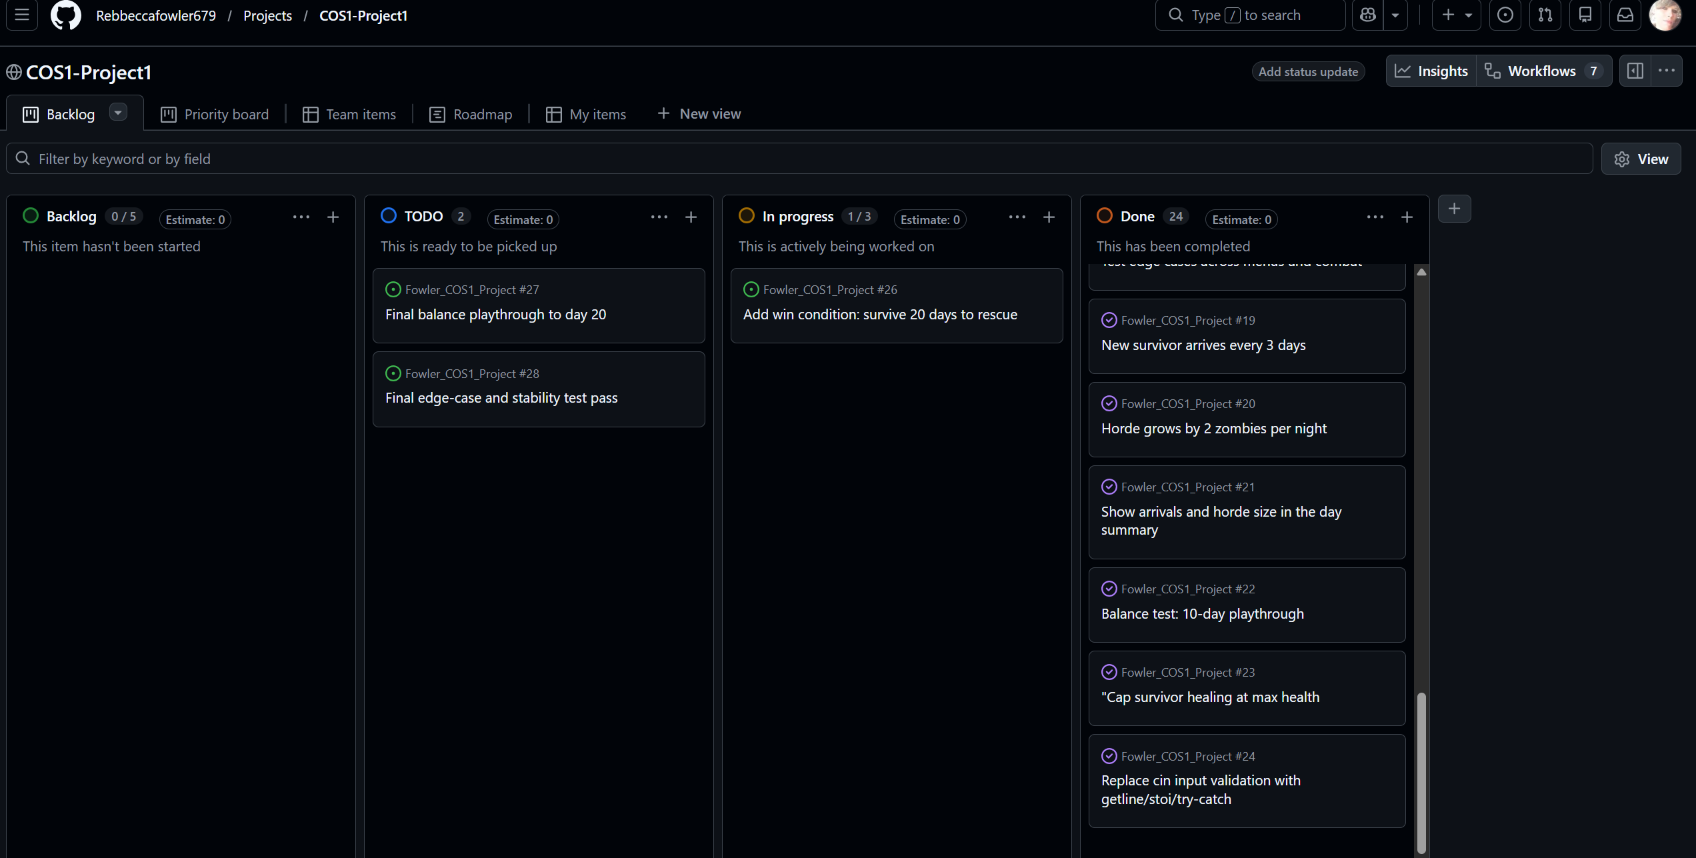 Rebbeccafowler679 / Projects / COS1-Project1
Type / to search
COS1-Project1
Add status update
Insights
Workflows 7
Backlog
Priority board
Team items
Roadmap
My items
New view
Filter by keyword or by field
View
Backlog 0 / 5 Estimate: 0
This item hasn't been started
TODO 2 Estimate: 0
This is ready to be picked up
Fowler_COS1_Project #27
Final balance playthrough to day 20
Fowler_COS1_Project #28
Final edge-case and stability test pass
In progress 1 / 3 Estimate: 0
This is actively being worked on
Fowler_COS1_Project #26
Add win condition: survive 20 days to rescue
Done 24 Estimate: 0
This has been completed
Test edge cases across menus and combat
Fowler_COS1_Project #19
New survivor arrives every 3 days
Fowler_COS1_Project #20
Horde grows by 2 zombies per night
Fowler_COS1_Project #21
Show arrivals and horde size in the day
summary
Fowler_COS1_Project #22
Balance test: 10-day playthrough
Fowler_COS1_Project #23
"Cap survivor healing at max health
Fowler_COS1_Project #24
Replace cin input validation with
getline/stoi/try-catch